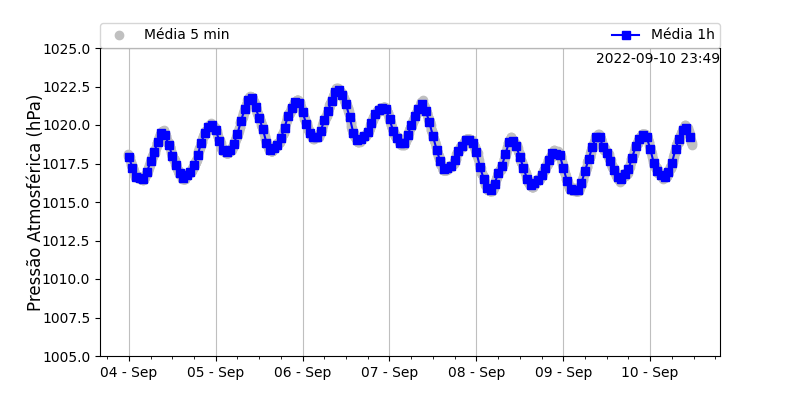 Média 5 min
Média 1h
2022-09-10 23:49
Pressão Atmosférica (hPa)
1025.0
1022.5
1020.0
1017.5
1015.0
1012.5
1010.0
1007.5
1005.0
04 - Sep
05 - Sep
06 - Sep
07 - Sep
08 - Sep
09 - Sep
10 - Sep